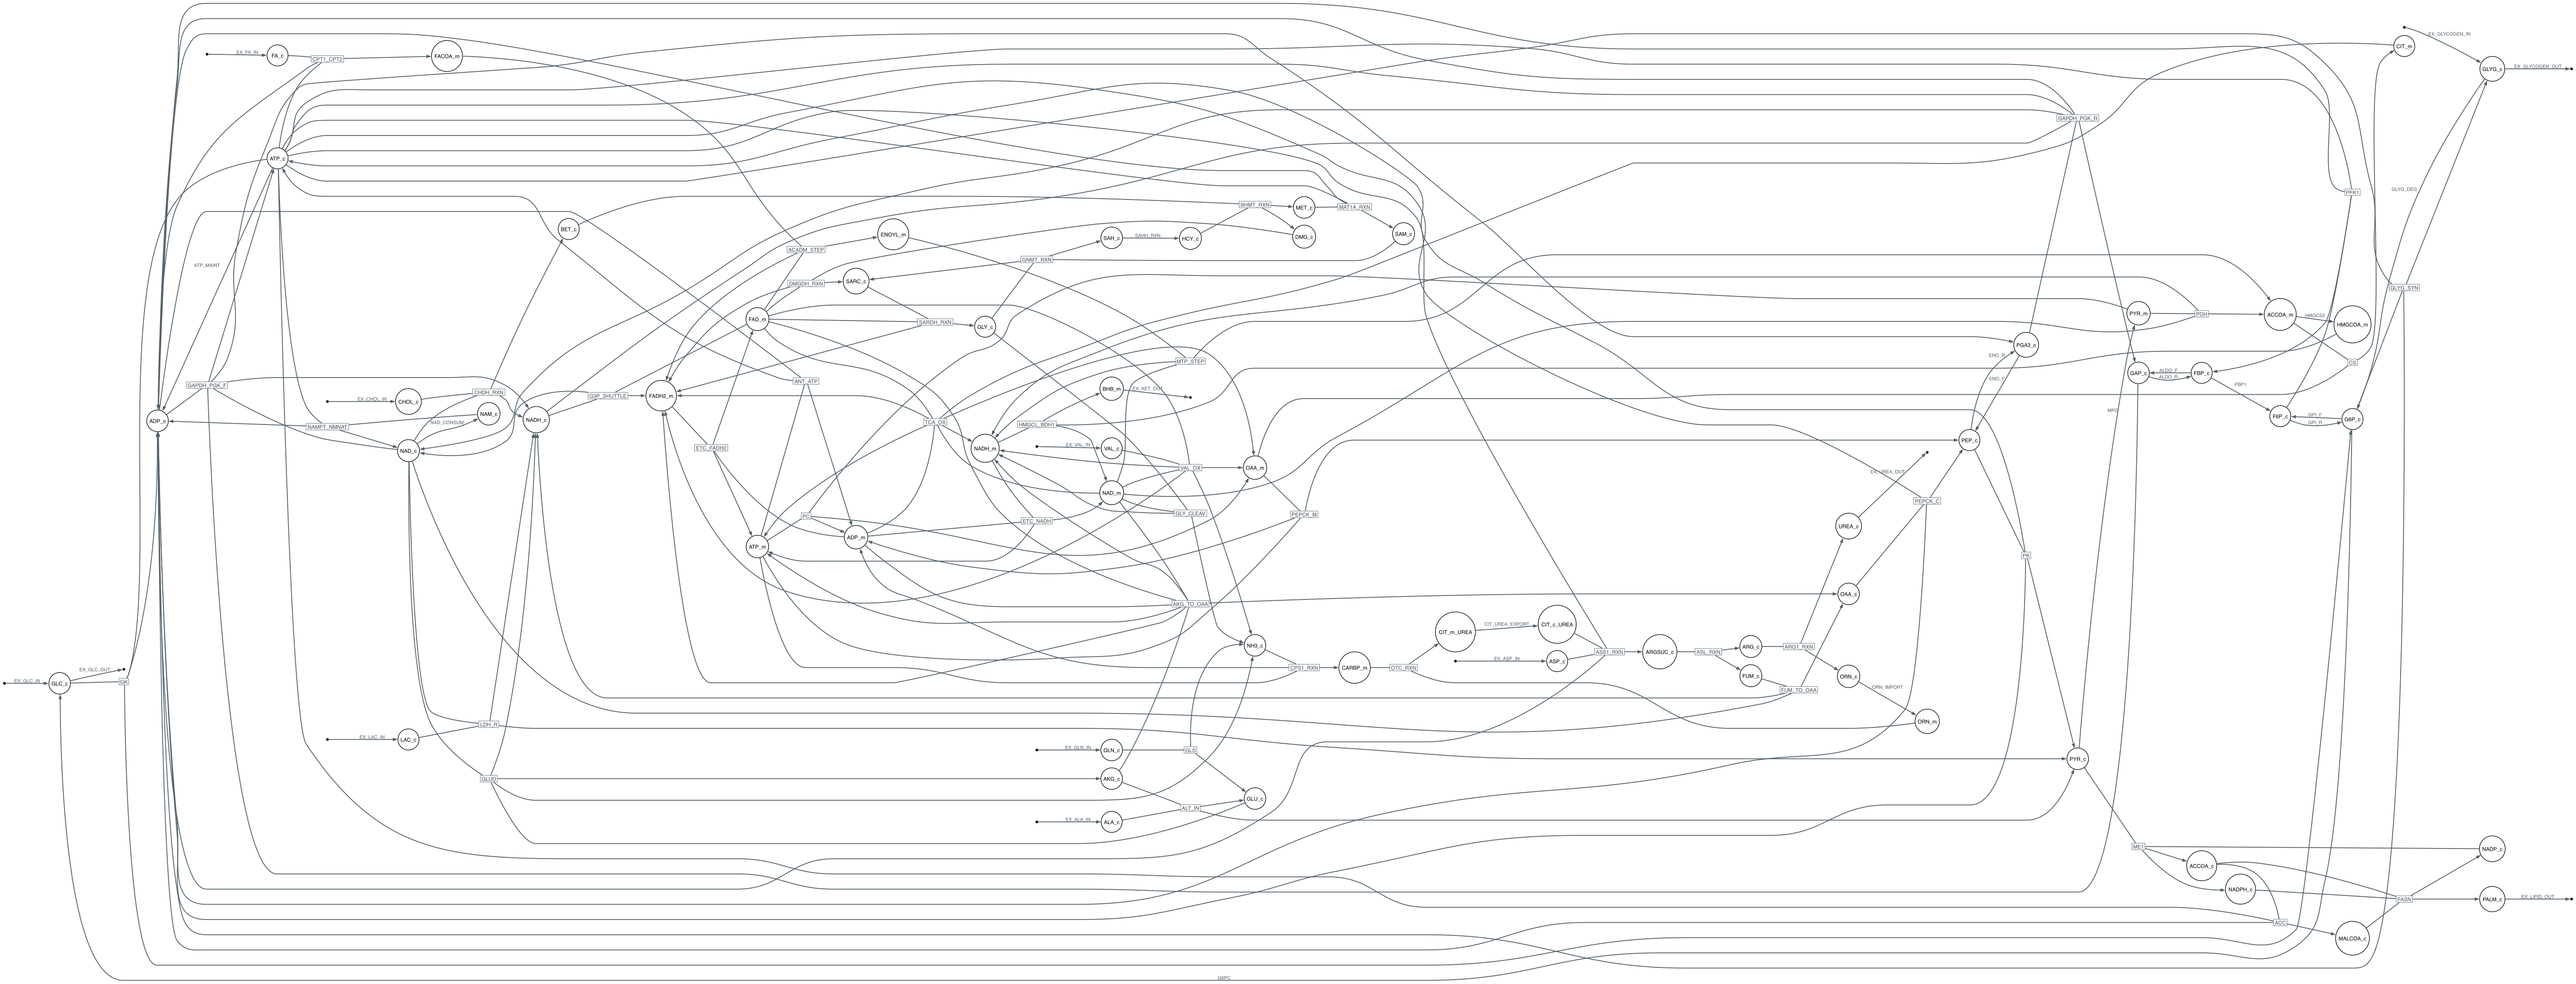 EX_GLYCOGEN_IN
CIT_m
EX_FA_IN
FA_c
CPT1_CPT2
FACOA_m
GLYG_c
EX_GLYCOGEN_OUT
GAPDH_PGK_R
ATP_c
GLYG_DEG
PFK1
BET_c
BHMT_RXN
MET_c
MAT1A_RXN
ENOYL_m
SAH_c
SAHH_RXN
HCY_c
DMG_c
SAM_c
ACADM_STEP
GNMT_RXN
ATP_MAINT
DMGDH_RXN
SARC_c
GLYG_SYN
FAD_m
SARDH_RXN
GLY_c
PYR_m
PDH
ACCOA_m
HMGCS2
HMGCOA_m
PGA3_c
ENO_R
ENO_F
MTP_STEP
CS
GAP_c
ALDO_F
ALDO_R
FBP_c
FBP1
GAPDH_PGK_F
ANT_ATP
EX_CHOL_IN
CHOL_c
CHDH_RXN
G3P_SHUTTLE
FADH2_m
BHB_m
EX_KET_OUT
NAM_c
NADH_c
ADP_c
NAMPT_NMNAT
NAD_CONSUM
TCA_OX
HMGCL_BDH1
MPC
F6P_c
GPI_F
GPI_R
G6P_c
NAD_c
ETC_FADH2
NADH_m
EX_VAL_IN
VAL_c
VAL_OX
OAA_m
PEP_c
EX_UREA_OUT
NAD_m
PEPCK_C
PC
ETC_NADH
GLY_CLEAV
PEPCK_M
ATP_m
ADP_m
UREA_c
PK
AKG_TO_OAA
OAA_c
CIT_m_UREA
CIT_UREA_EXPORT
CIT_c_UREA
NH3_c
EX_GLC_IN
GLC_c
EX_GLC_OUT
GK
CPS1_RXN
CARBP_m
OTC_RXN
EX_ASP_IN
ASP_c
ASS1_RXN
ARGSUC_c
ASL_RXN
ARG_c
ARG1_RXN
FUM_c
FUM_TO_OAA
ORN_c
ORN_IMPORT
ORN_m
LDH_R
EX_LAC_IN
LAC_c
EX_GLN_IN
GLN_c
GLS
PYR_c
GLUD
AKG_c
ALT_IN
GLU_c
EX_ALA_IN
ALA_c
ME1
NADP_c
ACCOA_c
NADPH_c
FASN
PALM_c
EX_LIPID_OUT
ACC
MALCOA_c
G6PC